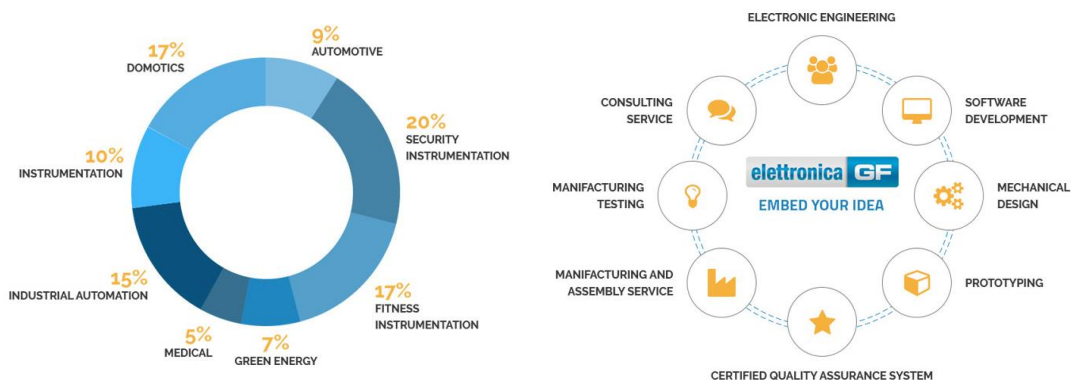 9%
AUTOMOTIVE
20%
SECURITY
INSTRUMENTATION
17%
FITNESS
INSTRUMENTATION
7%
GREEN ENERGY
5%
MEDICAL
15%
INDUSTRIAL AUTOMATION
10%
INSTRUMENTATION
17%
DOMOTICS
ELECTRONIC ENGINEERING
SOFTWARE
DEVELOPMENT
MECHANICAL
DESIGN
PROTOTYPING
CERTIFIED QUALITY ASSURANCE SYSTEM
MANIFACTURING AND
ASSEMBLY SERVICE
MANIFACTURING
TESTING
CONSULTING
SERVICE
elettronica GF
EMBED YOUR IDEA